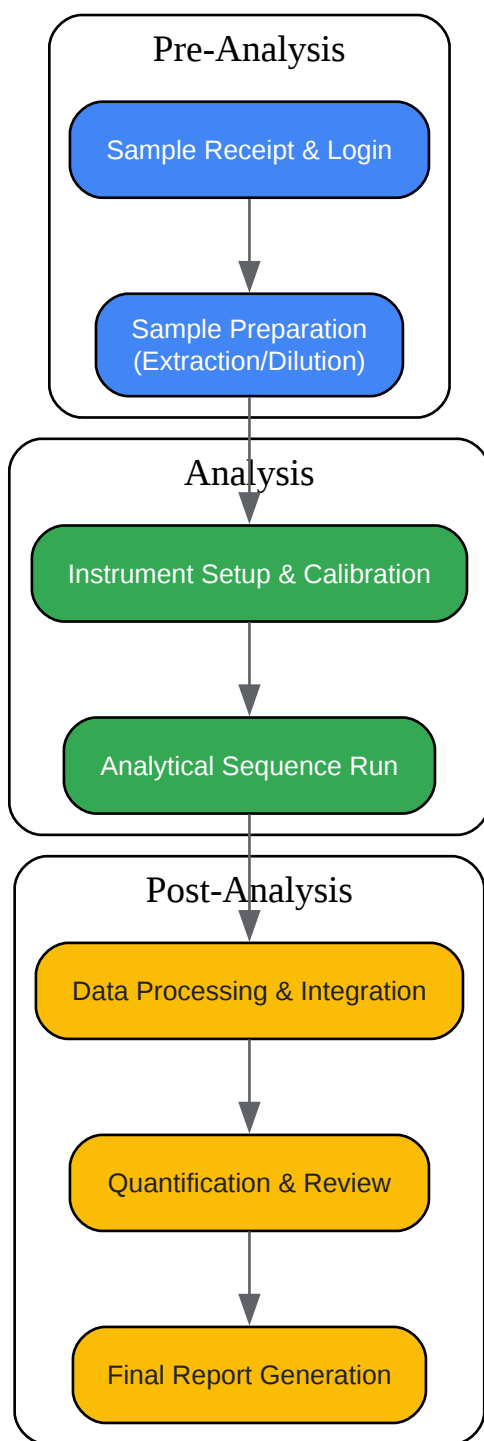 Pre-Analysis
Sample Receipt & Login
Sample Preparation
(Extraction/Dilution)
Analysis
Instrument Setup & Calibration
Analytical Sequence Run
Post-Analysis
Data Processing & Integration
Quantification & Review
Final Report Generation